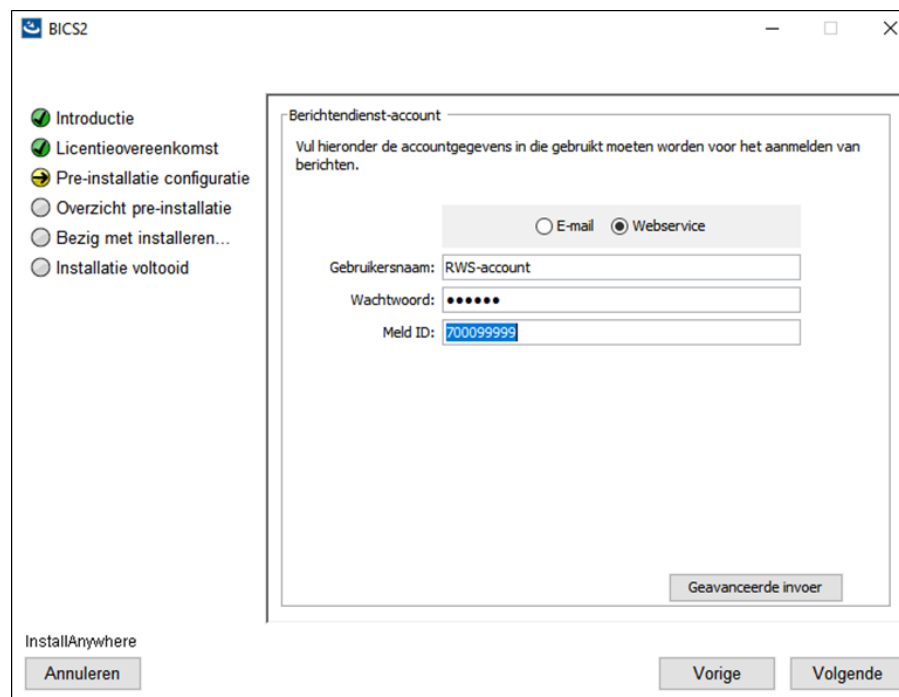 BICS2
Introductie
Licentieovereenkomst
Pre-installatie configuratie
Overzicht pre-installatie
Bezig met installeren...
Installatie voltooid
Berichtendienst-account
Vul hieronder de accountgegevens in die gebruikt moeten worden voor het aanmelden van
berichten.
E-mail Webservice
Gebruikersnaam: RWS-account
Wachtwoord: ●●●●●●
Meld ID: 700099999
Geavanceerde invoer
InstallAnywhere
Annuleren Vorige Volgende